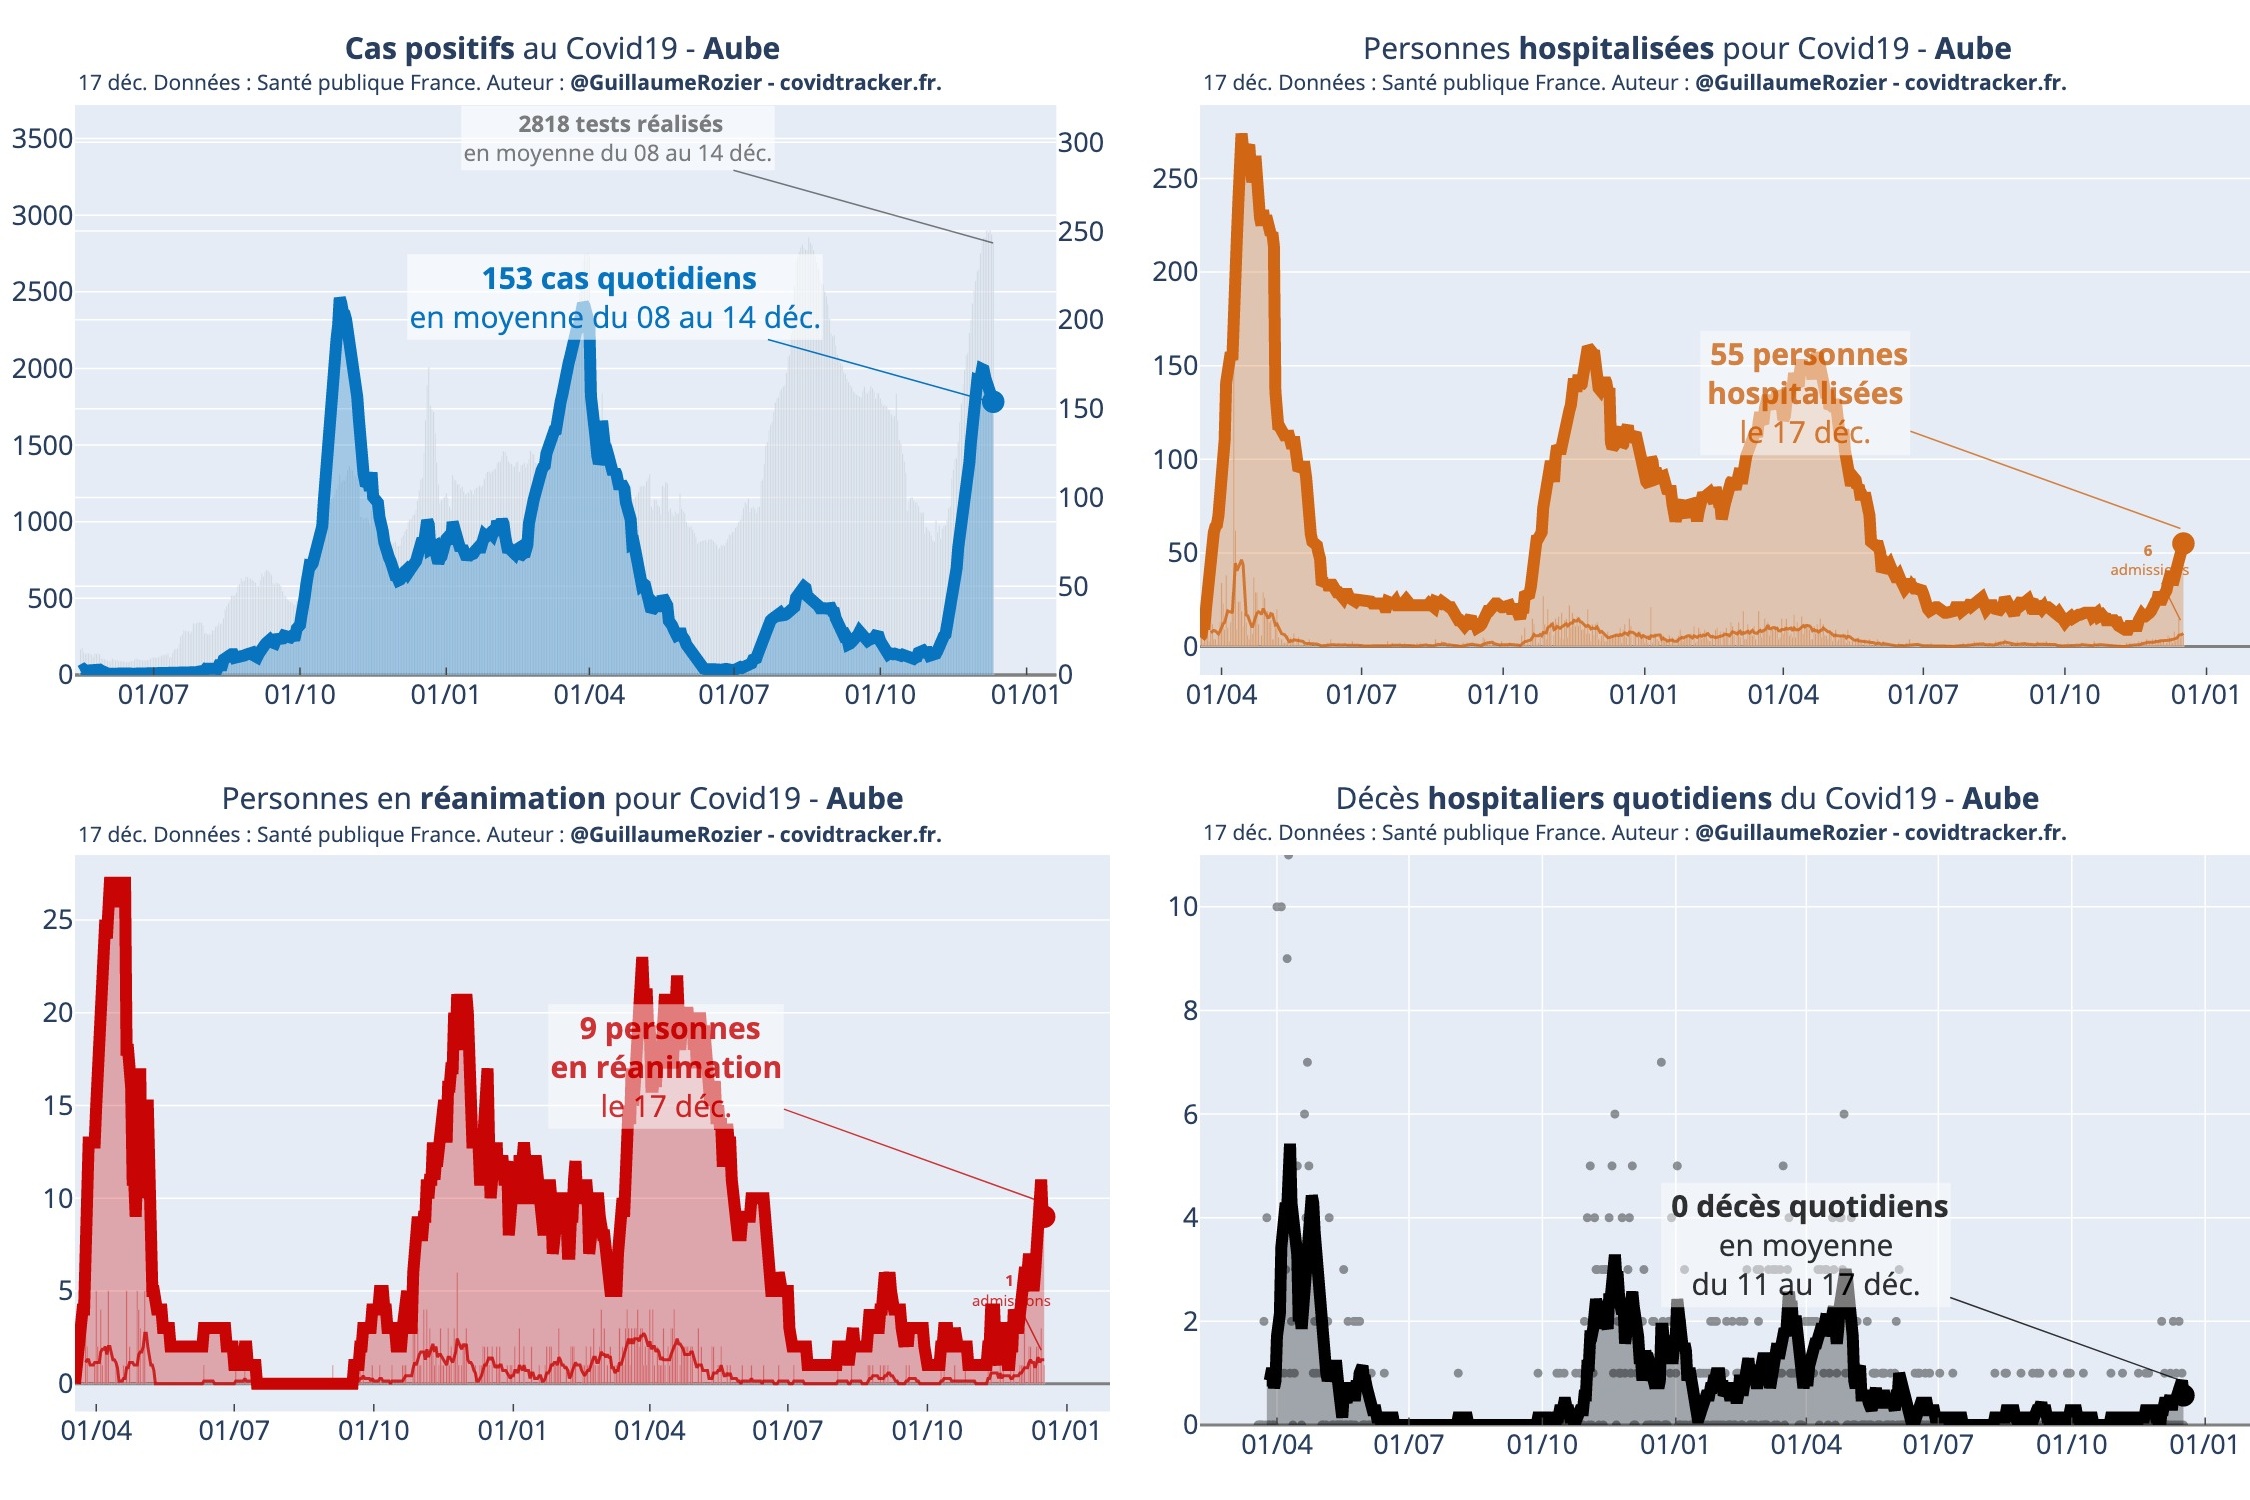 Cas positifs au Covid19 - Aube
17 déc. Données : Santé publique France. Auteur : @GuillaumeRozier - covidtracker.fr.
2818 tests réalisés
en moyenne du 08 au 14 déc.
153 cas quotidiens
en moyenne du 08 au 14 déc.
3500
3000
2500
2000
1500
1000
500
0
300
250
200
150
100
50
0
01/07 01/10 01/01 01/04 01/07 01/10 01/01
Personnes hospitalisées pour Covid19 - Aube
17 déc. Données : Santé publique France. Auteur : @GuillaumeRozier - covidtracker.fr.
250
200
150
100
50
0
55 personnes
hospitalisées
le 17 déc.
6
admissions
01/04 01/07 01/10 01/01 01/04 01/07 01/10 01/01
Personnes en réanimation pour Covid19 - Aube
17 déc. Données : Santé publique France. Auteur : @GuillaumeRozier - covidtracker.fr.
25
20
15
10
5
0
9 personnes
en réanimation
le 17 déc.
1
admissions
01/04 01/07 01/10 01/01 01/04 01/07 01/10 01/01
Décès hospitaliers quotidiens du Covid19 - Aube
17 déc. Données : Santé publique France. Auteur : @GuillaumeRozier - covidtracker.fr.
10
8
6
4
2
0
0 décès quotidiens
en moyenne
du 11 au 17 déc.
01/04 01/07 01/10 01/01 01/04 01/07 01/10 01/01